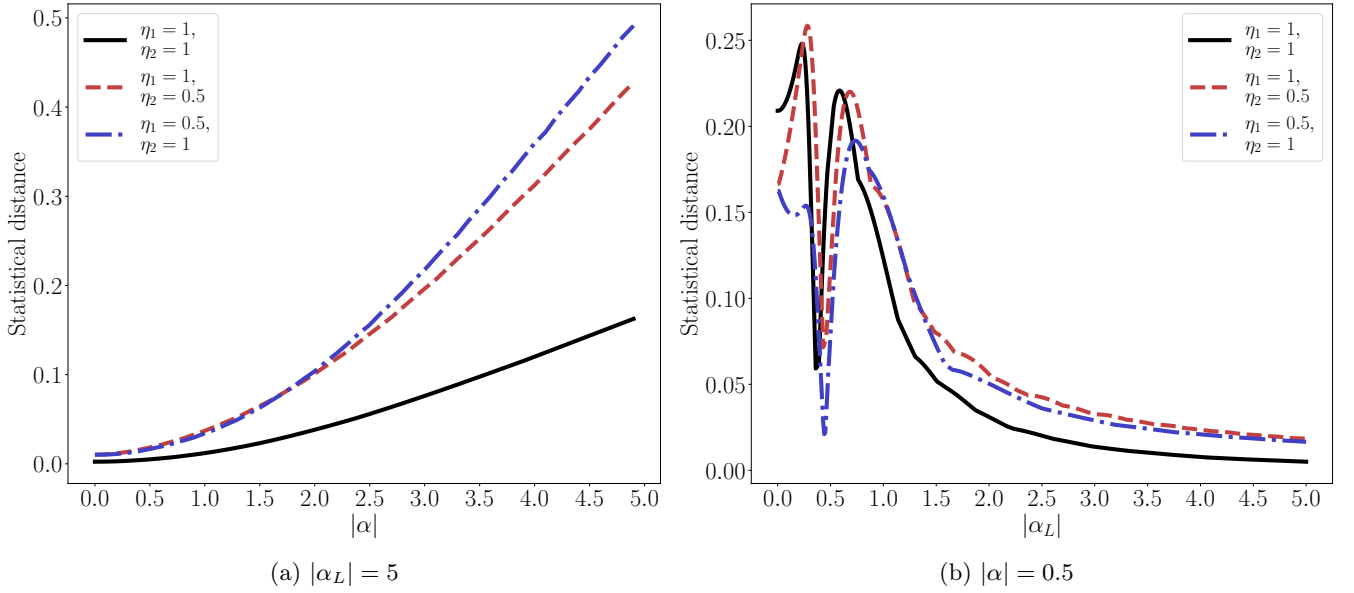 0.5
0.4
0.3
0.2
0.1
0.0
Statistical distance
η₁ = 1,
η₂ = 1
η₁ = 1,
η₂ = 0.5
η₁ = 0.5,
η₂ = 1
0.0 0.5 1.0 1.5 2.0 2.5 3.0 3.5 4.0 4.5 5.0
|α|
(a) |α_L| = 5
0.25
0.20
0.15
0.10
0.05
0.00
Statistical distance
η₁ = 1,
η₂ = 1
η₁ = 1,
η₂ = 0.5
η₁ = 0.5,
η₂ = 1
0.0 0.5 1.0 1.5 2.0 2.5 3.0 3.5 4.0 4.5 5.0
|α_L|
(b) |α| = 0.5